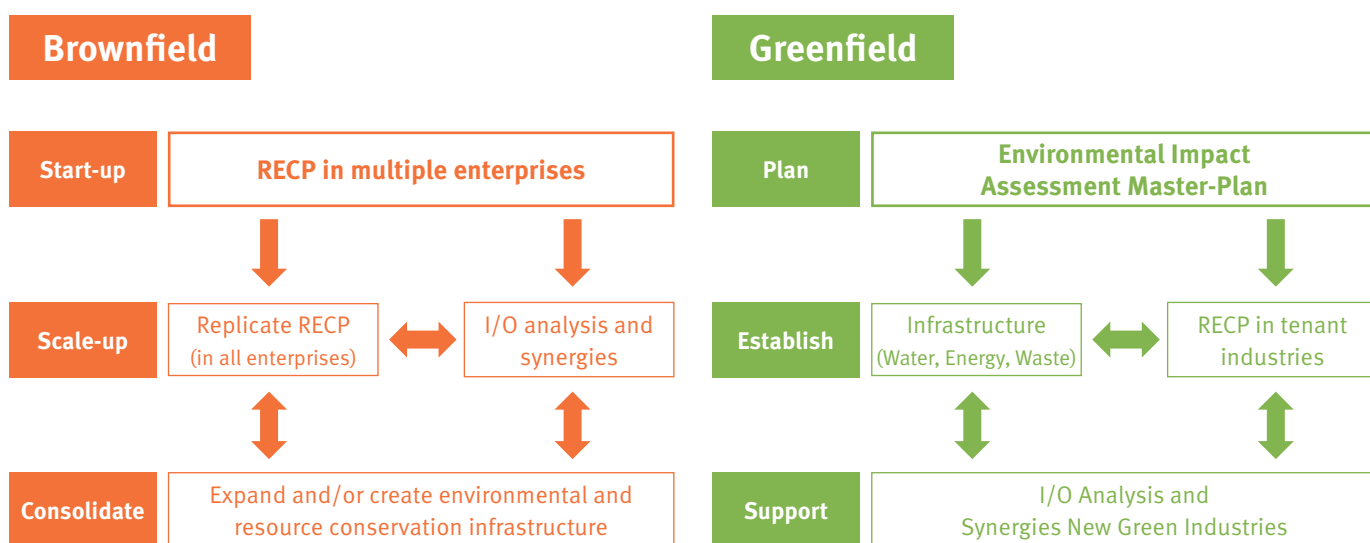 Brownfield
Start-up
RECP in multiple enterprises
Scale-up
Replicate RECP
(in all enterprises)
I/O analysis and
synergies
Consolidate
Expand and/or create environmental and
resource conservation infrastructure
Greenfield
Plan
Environmental Impact
Assessment Master-Plan
Establish
Infrastructure
(Water, Energy, Waste)
RECP in tenant
industries
Support
I/O Analysis and
Synergies New Green Industries